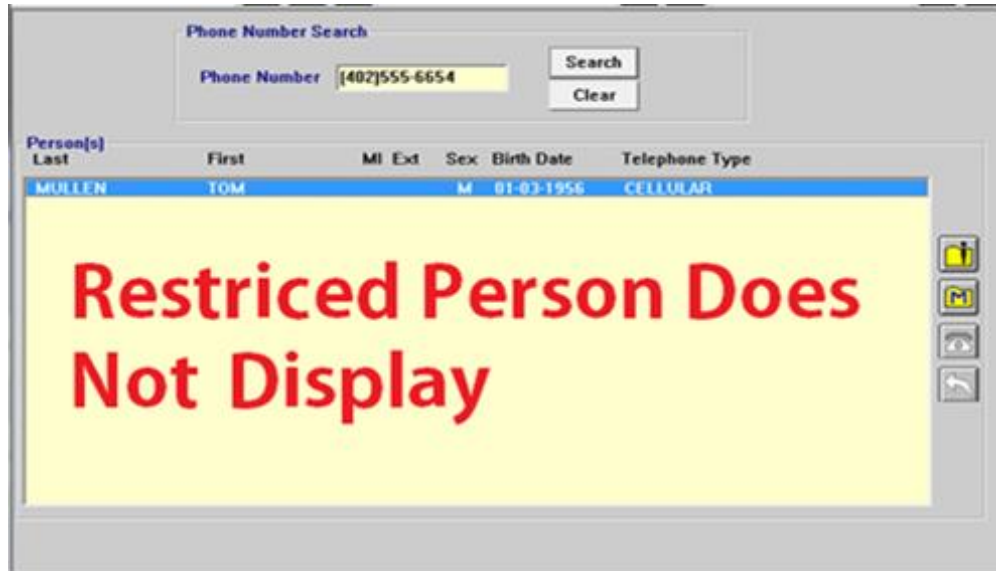 Phone Number Search
Phone Number (402)555-6654 Search
Clear
Person(s)
Last First MI Ext Sex Birth Date Telephone Type
MULLEN TOM M 01-03-1956 CELLULAR
Restriced Person Does
Not Display
M